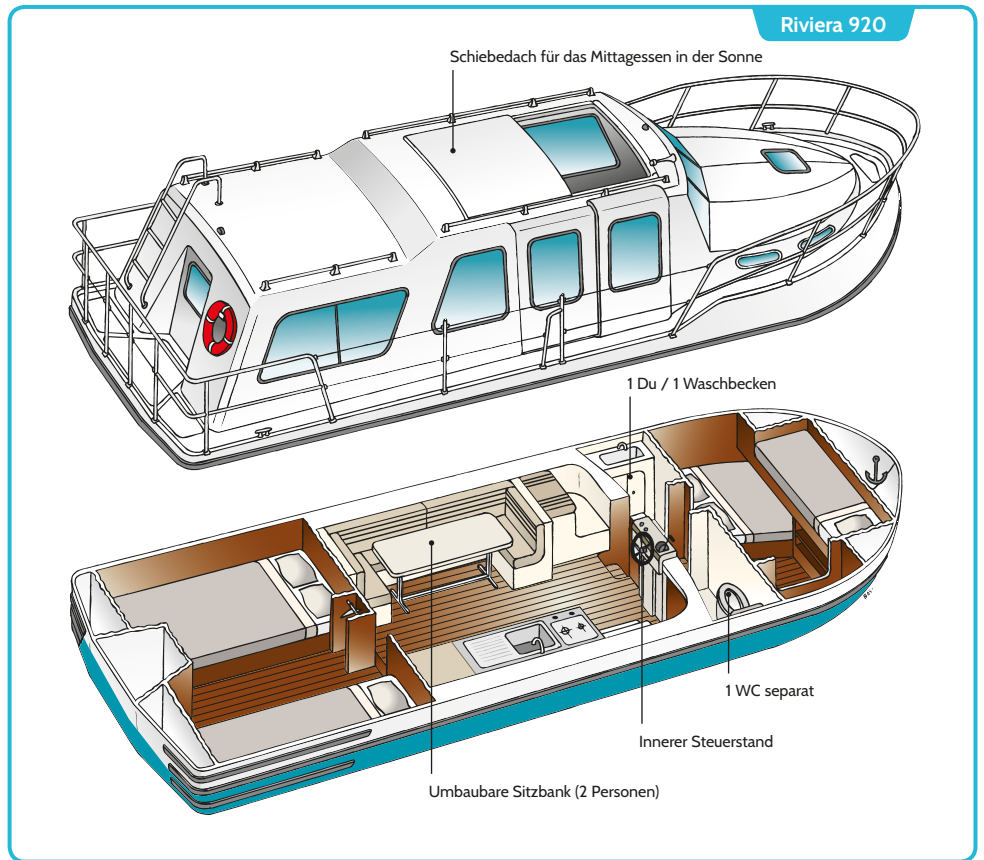 Riviera 920
Schiebedach für das Mittagessen in der Sonne
1 Du / 1 Waschbecken
1 WC separat
Innerer Steuerstand
Umbaubare Sitzbank (2 Personen)